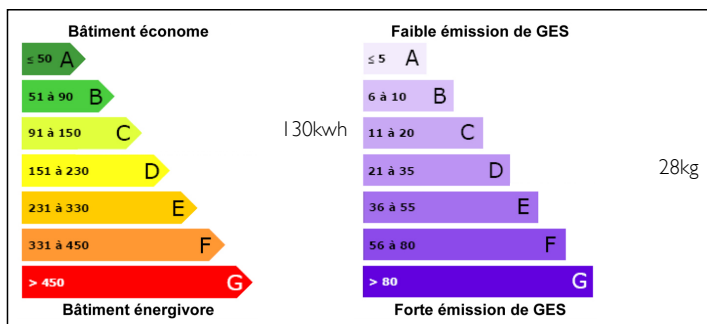 Bâtiment économe
≤ 50 A
51 à 90 B
91 à 150 C
130kwh
151 à 230 D
231 à 330 E
331 à 450 F
> 450 G
Bâtiment énergivore
Faible émission de GES
≤ 5 A
6 à 10 B
11 à 20 C
21 à 35 D
28kg
36 à 55 E
56 à 80 F
> 80 G
Forte émission de GES